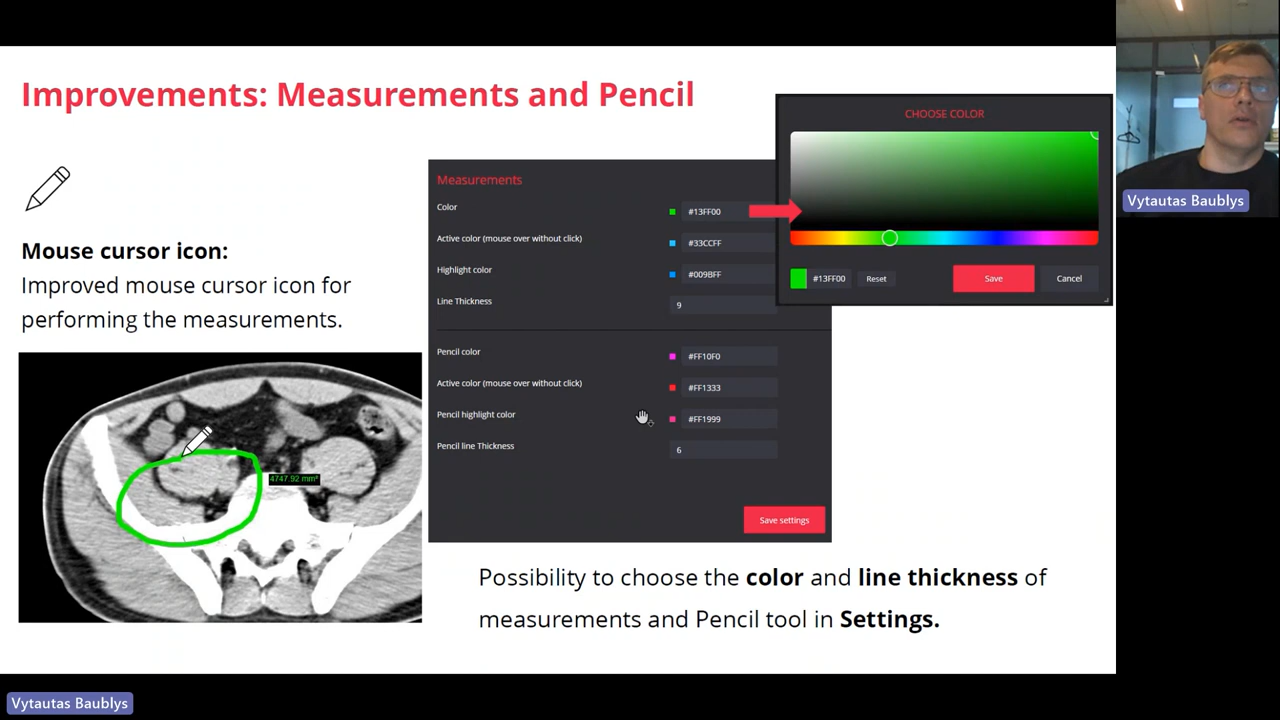 Improvements: Measurements and Pencil
Mouse cursor icon:
Improved mouse cursor icon for
performing the measurements.
4747.92 mm²
Measurements
Color
#13FF00
Active color (mouse over without click)
#33CCFF
Highlight color
#009BFF
Line Thickness
9
Pencil color
#FF10F0
Active color (mouse over without click)
#FF1333
Pencil highlight color
#FF1999
Pencil line Thickness
6
Save settings
CHOOSE COLOR
#13FF00
Reset
Save
Cancel
Possibility to choose the color and line thickness of
measurements and Pencil tool in Settings.
Vytautas Baublys
Vytautas Baublys